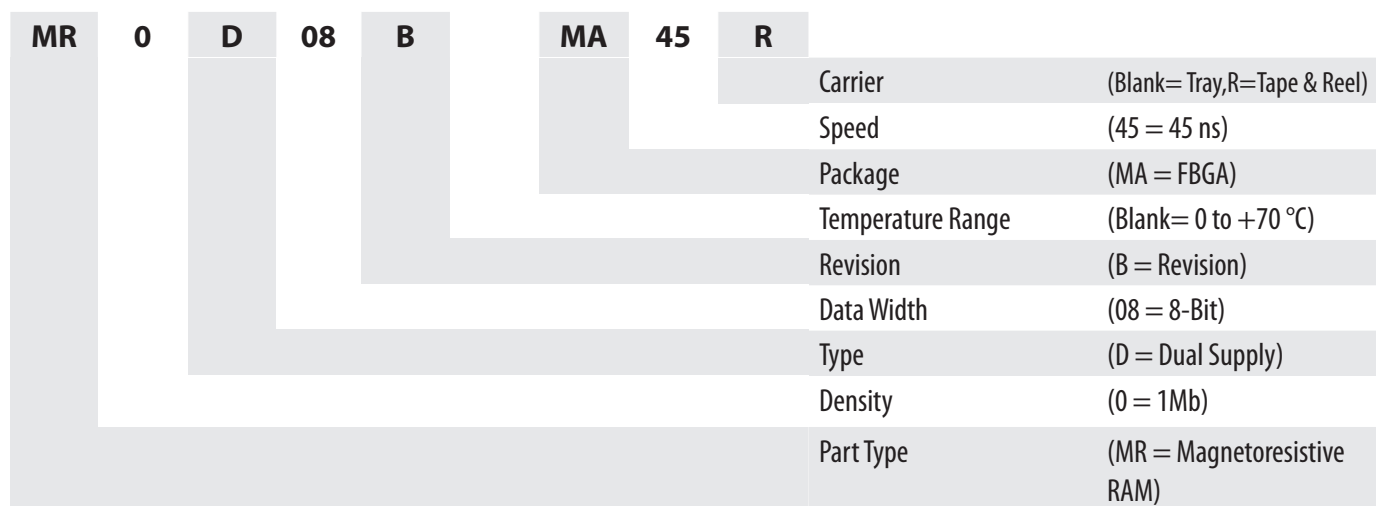 MR 0 D 08 B MA 45 R
Carrier (Blank= Tray,R=Tape & Reel)
Speed (45 = 45 ns)
Package (MA = FBGA)
Temperature Range (Blank= 0 to +70 °C)
Revision (B = Revision)
Data Width (08 = 8-Bit)
Type (D = Dual Supply)
Density (0 = 1Mb)
Part Type (MR = Magnetoresistive
RAM)